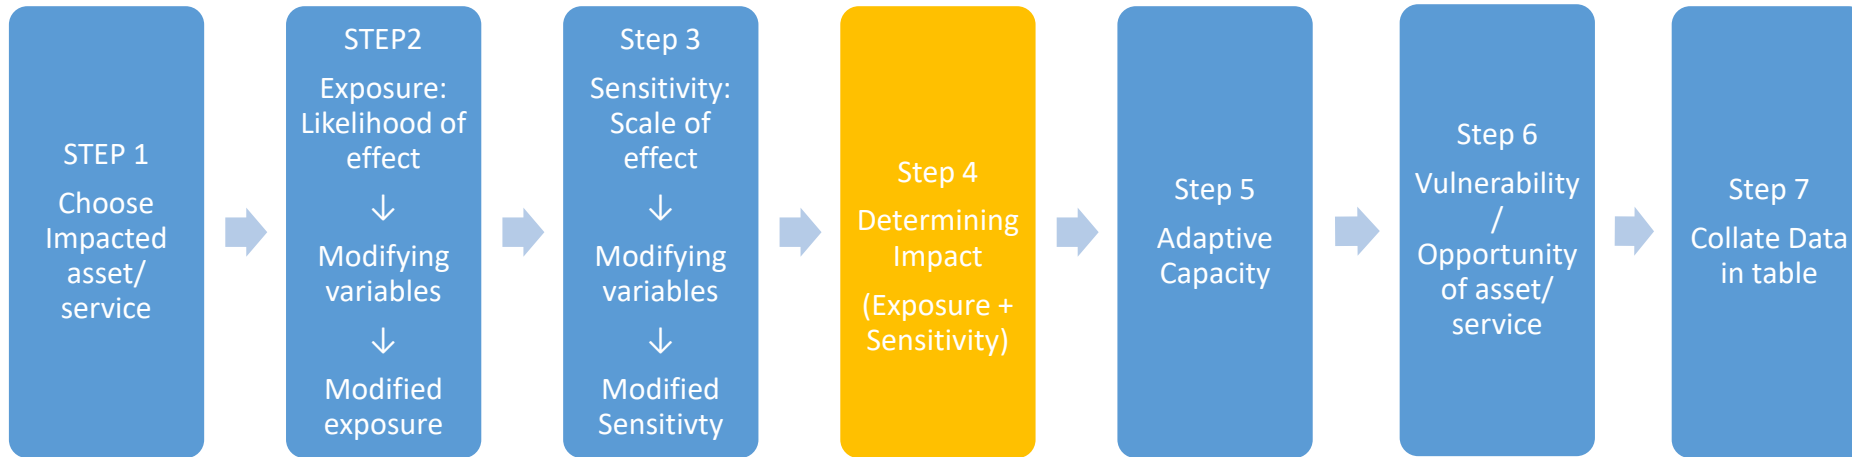 STEP 1
Choose
Impacted
asset/
service
STEP2
Exposure:
Likelihood of
effect
↓
Modifying
variables
↓
Modified
exposure
Step 3
Sensitivity:
Scale of
effect
↓
Modifying
variables
↓
Modified
Sensitivty
Step 4
Determining
Impact
(Exposure +
Sensitivity)
Step 5
Adaptive
Capacity
Step 6
Vulnerability
/
Opportunity
of asset/
service
Step 7
Collate Data
in table